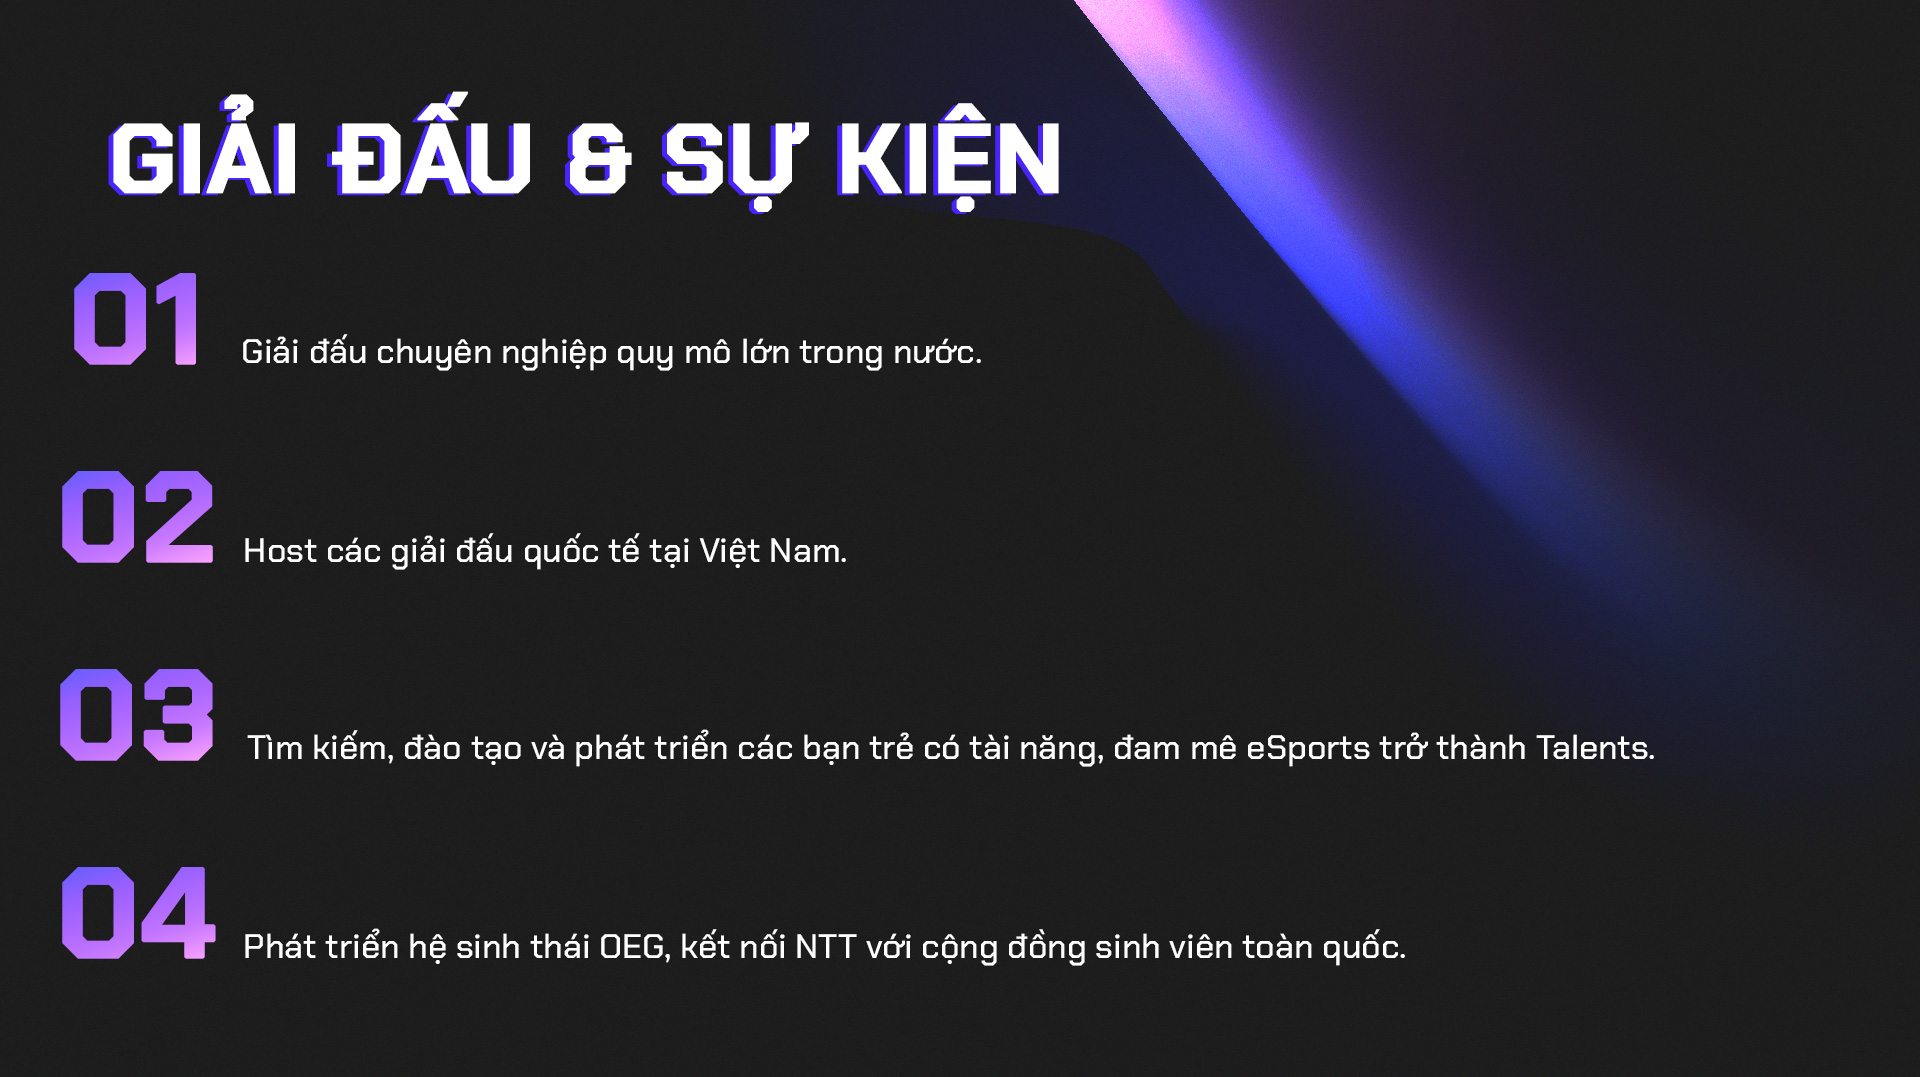 GIẢI ĐẤU & SỰ KIỆN
01
Giải đấu chuyên nghiệp quy mô lớn trong nước.
02
Host các giải đấu quốc tế tại Việt Nam.
03
Tìm kiếm, đào tạo và phát triển các bạn trẻ có tài năng, đam mê eSports trở thành Talents.
04
Phát triển hệ sinh thái OEG, kết nối NTT với cộng đồng sinh viên toàn quốc.